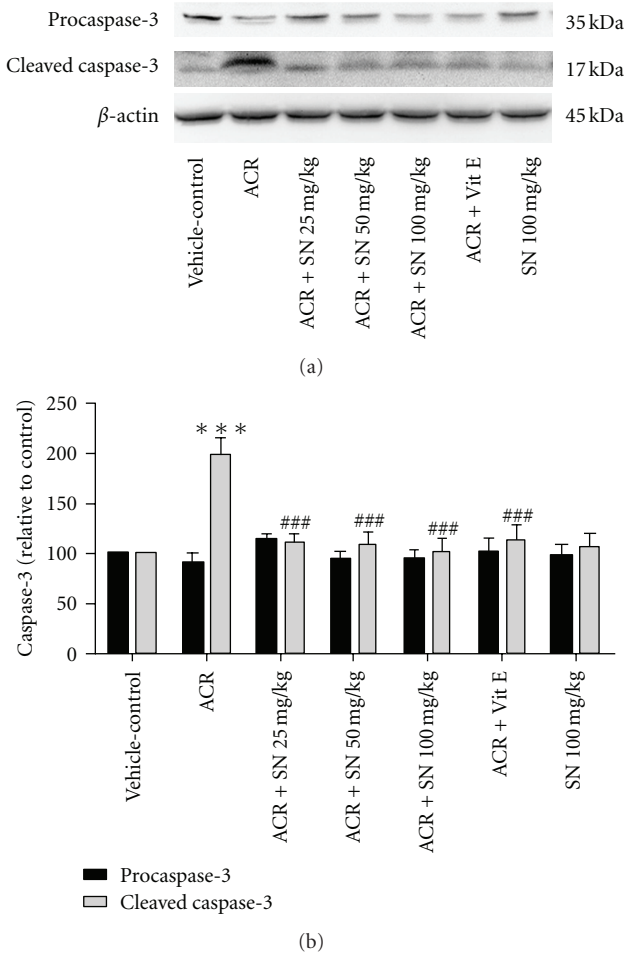 Procaspase-3 35 kDa
Cleaved caspase-3 17 kDa
β-actin 45 kDa
Vehicle-control
ACR
ACR + SN 25 mg/kg
ACR + SN 50 mg/kg
ACR + SN 100 mg/kg
ACR + Vit E
SN 100 mg/kg
(a)
Caspase-3 (relative to control)
250
200
150
100
50
0
* * *
###
###
###
###
Vehicle-control
ACR
ACR + SN 25 mg/kg
ACR + SN 50 mg/kg
ACR + SN 100 mg/kg
ACR + Vit E
SN 100 mg/kg
Procaspase-3
Cleaved caspase-3
(b)